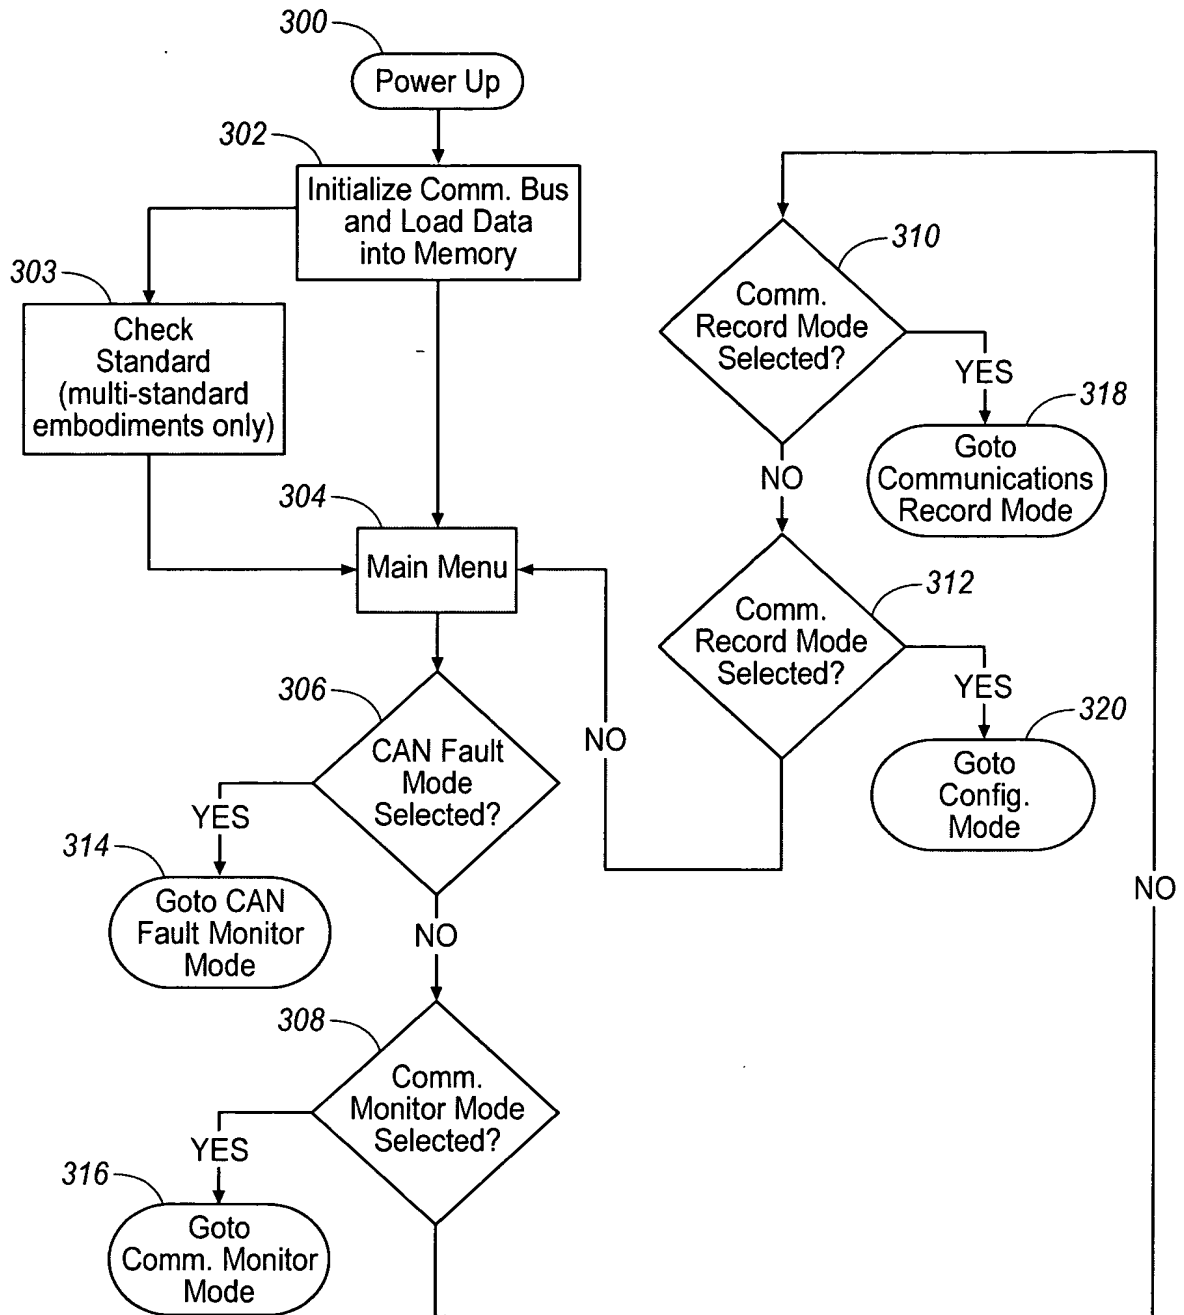 300
Power Up
302
Initialize Comm. Bus
and Load Data
into Memory
303
Check
Standard
(multi-standard
embodiments only)
304
Main Menu
306
CAN Fault
Mode
Selected?
YES
314
Goto CAN
Fault Monitor
Mode
NO
308
Comm.
Monitor Mode
Selected?
YES
316
Goto
Comm. Monitor
Mode
NO
310
Comm.
Record Mode
Selected?
YES
318
Goto
Communications
Record Mode
NO
312
Comm.
Record Mode
Selected?
YES
320
Goto
Config.
Mode
NO